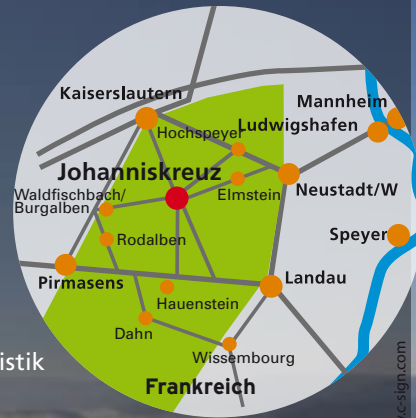 Kaiserslautern
Mannheim
Hochspeyer
Ludwigshafen
Johanniskreuz
Waldfischbach/
Burgalben
Elmstein
Neustadt/W
Rodalben
Speyer
Pirmasens
Landau
Hauenstein
Dahn
Wissembourg
istik
Frankreich
c-sign.com